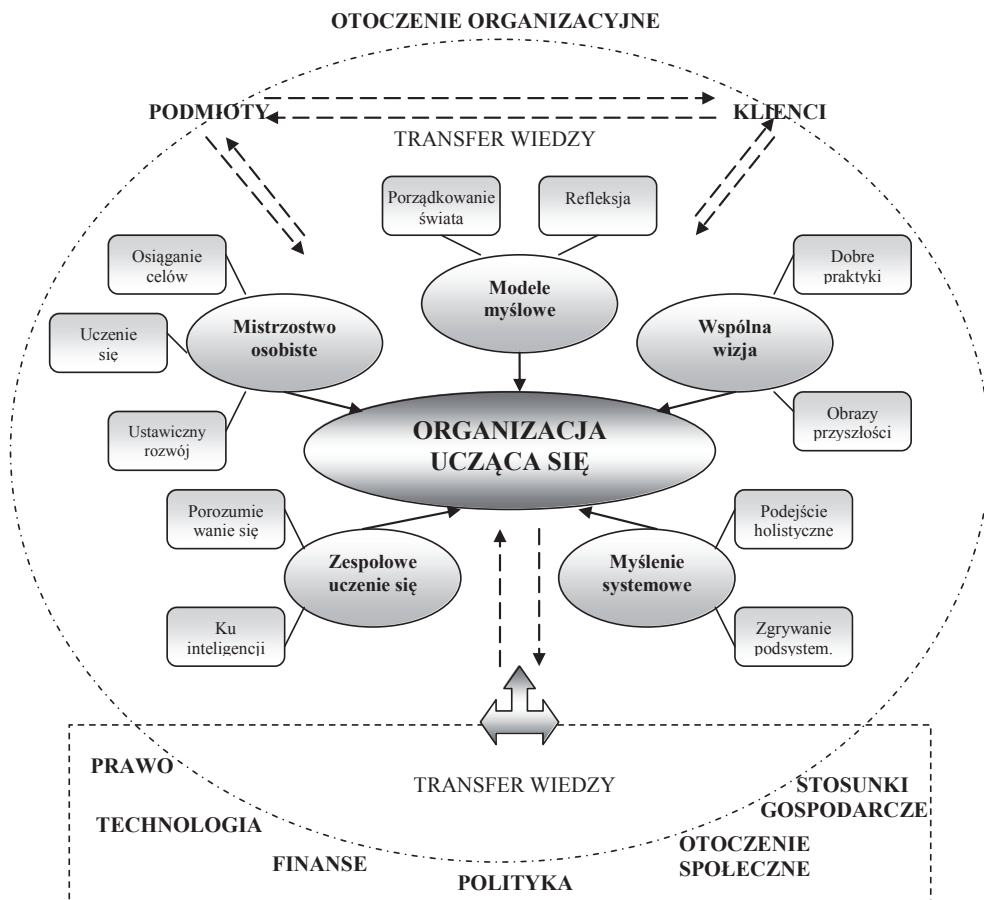 OTOCZENIE ORGANIZACYJNE
PODMIOTY
KLIENCI
TRANSFER WIEDZY
Porządkowanie
świata
Refleksja
Osiąganie
celów
Dobre
praktyki
Modele
myślowe
Uczenie
się
Mistrzostwo
osobiste
Wspólna
wizja
Ustawiczny
rozwój
Obrazy
przyszłości
ORGANIZACJA
UCZĄCA SIĘ
Porozumie
wanie się
Podejście
holistyczne
Zespołowe
uczenie się
Myślenie
systemowe
Ku
inteligencji
Zgrywanie
podsystem.
PRAWO
TRANSFER WIEDZY
STOSUNKI
GOSPODARCZE
TECHNOLOGIA
FINANSE
OTOCZENIE
SPOŁECZNE
POLITYKA